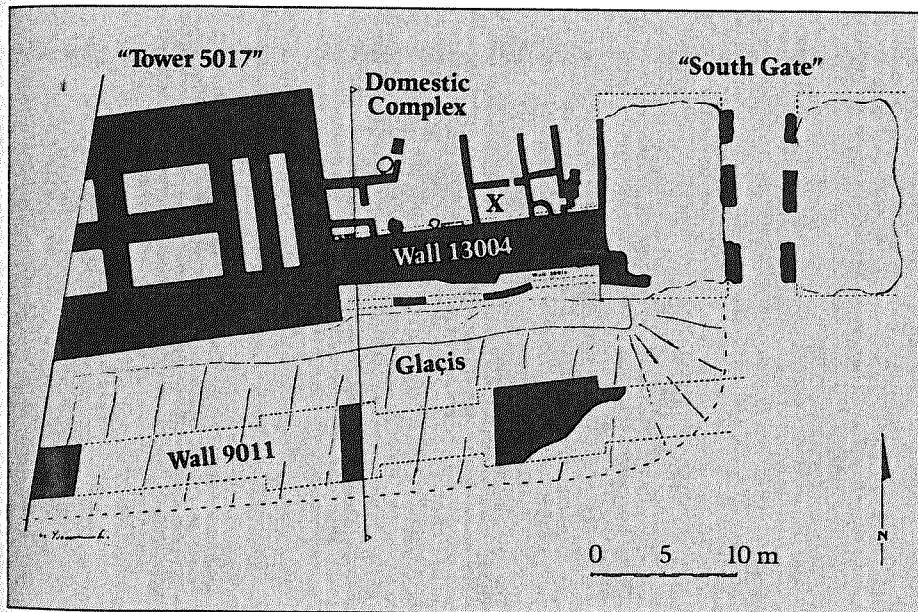 "Tower 5017"
"South Gate"
Domestic
Complex
X
Wall 13004
Glaçis
Wall 9011
N
0 5 10 m